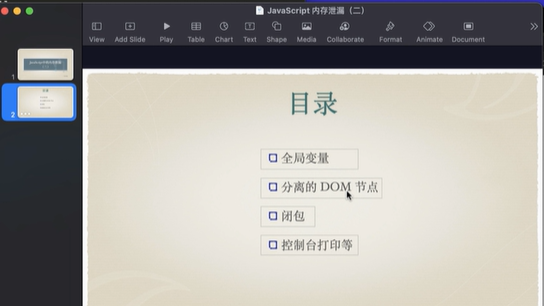 JavaScript 内存泄漏（二）
View
Add Slide
Play
Table
Chart
Text
Shape
Media
Collaborate
Format
Animate
Document
1
2
目录
目录
全局变量
分离的 DOM 节点
闭包
控制台打印等